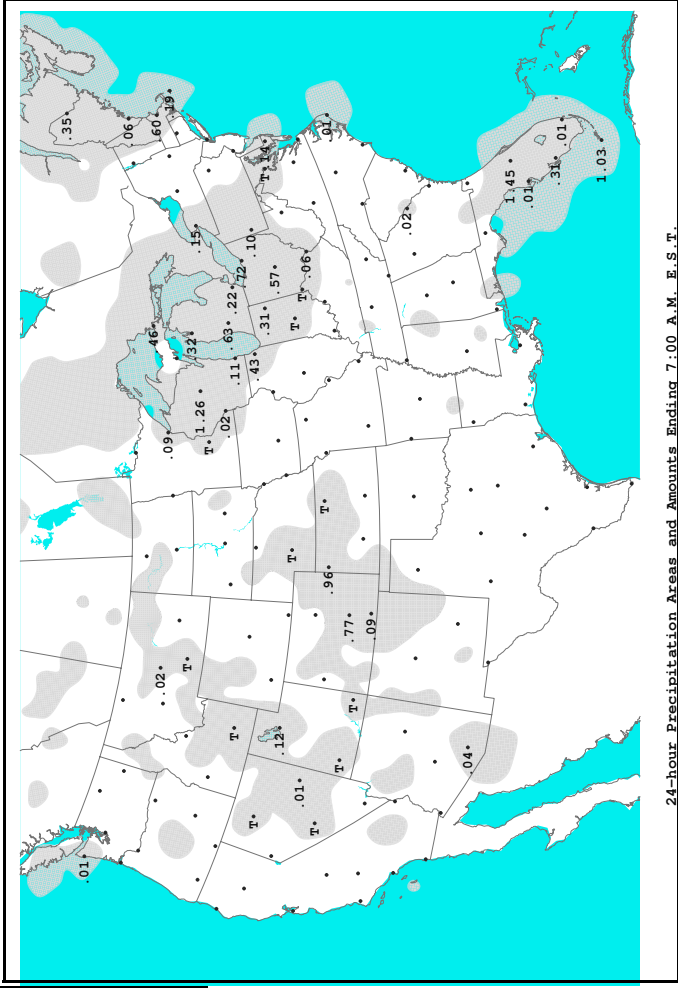 .35
.01
.06
.46
.60
.02
.09
.19
T
.32
.15
1.26
T
.02
.63
.22
T
.11
.72
.10
T
.43
.31
T
.14
.57
.12
T
T
.01
T
.06
T
T
.01
.96
T
.77
T
.09
.02
.04
1.45
.01
.31
.01
1.03
24-hour Precipitation Areas and Amounts Ending 7:00 A.M. E.S.T.